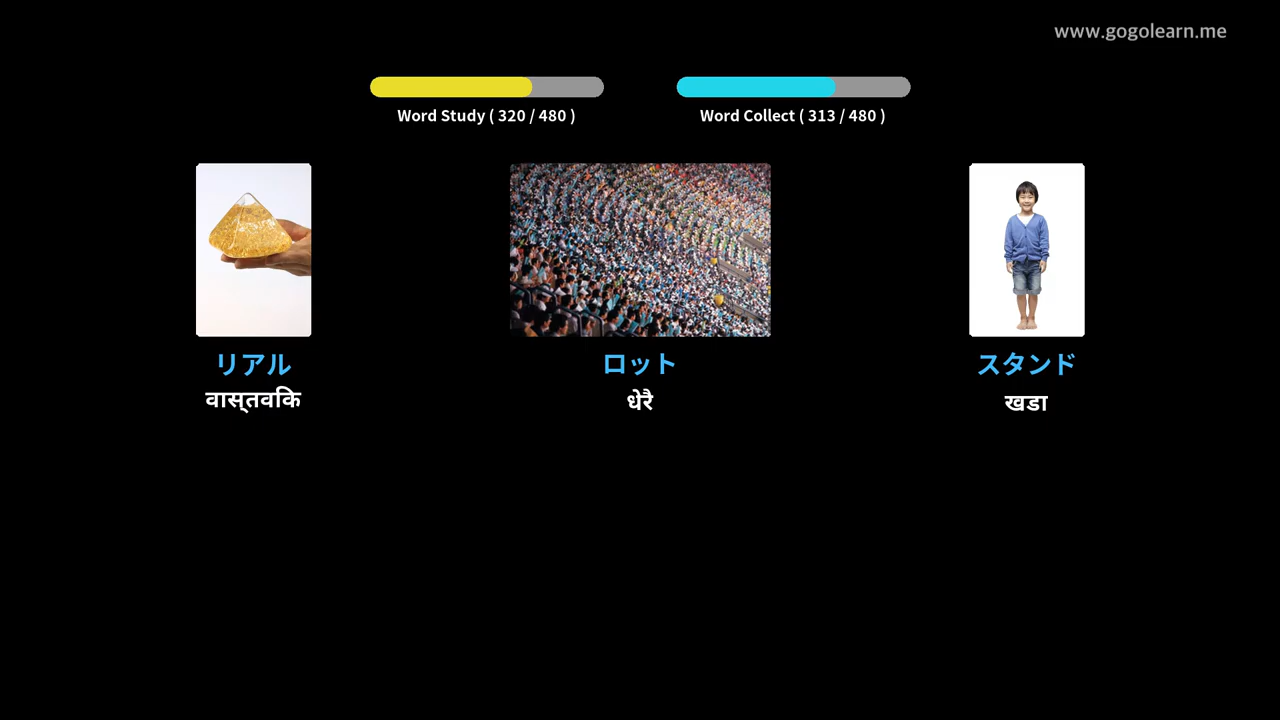 www.gogolearn.me
Word Study ( 320 / 480 )
Word Collect ( 313 / 480 )
リアル
ロット
スタンド
वास्तवकि
धेरै
खडा